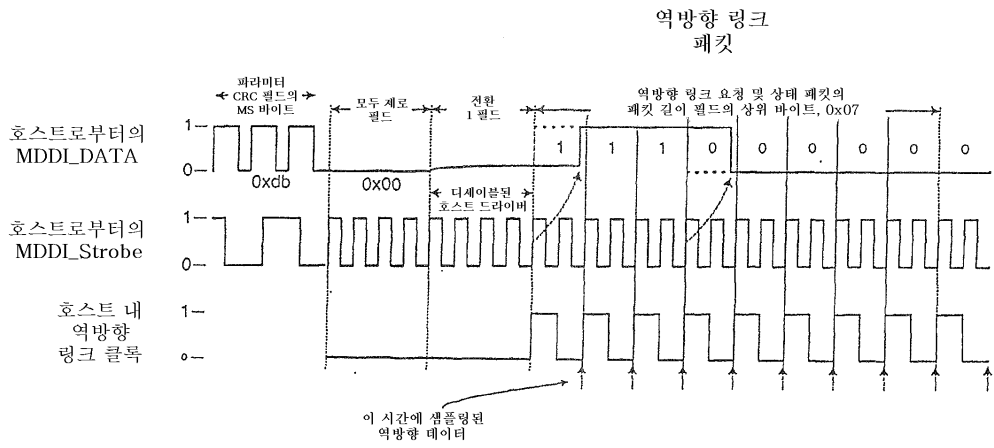 역방향 링크
패킷
파라미터
CRC 필드의
MS 바이트
모두 제로
필드
전환
1 필드
역방향 링크 요청 및 상태 패킷의
패킷 길이 필드의 상위 바이트, 0x07
호스트로부터의
MDDI_DATA
1
0
1 1 1 0 0 0 0 0 0
0xdb
0x00
디세이블된
호스트 드라이버
호스트로부터의
MDDI_Strobe
1
0
호스트 내
역방향
링크 클록
1
0
이 시간에 샘플링된
역방향 데이터